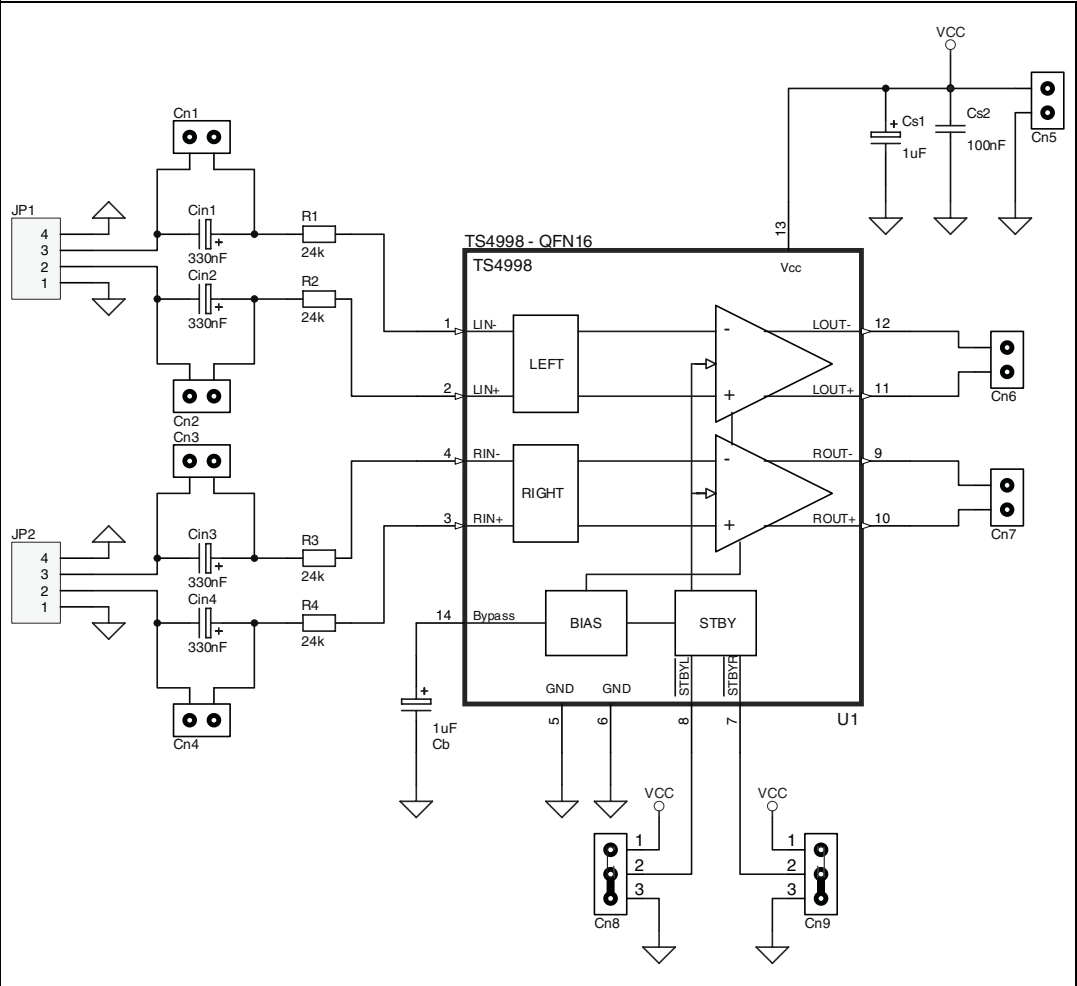 VCC
Cs1
1uF
Cs2
100nF
Cn5
Cn1
JP1
4
3
2
1
Cin1
+
330nF
Cin2
+
330nF
R1
24k
R2
24k
Cn2
Cn3
JP2
4
3
2
1
Cin3
+
330nF
Cin4
+
330nF
R3
24k
R4
24k
Cn4
TS4998 - QFN16
TS4998
13
Vcc
1
LIN-
2
LIN+
LEFT
-
+
LOUT-
12
LOUT+
11
Cn6
4
RIN-
3
RIN+
RIGHT
-
+
ROUT-
9
ROUT+
10
Cn7
14
Bypass
BIAS
STBY
STBYL
STBYR
GND
GND
5
6
8
7
U1
+
1uF
Cb
VCC
1
2
3
Cn8
VCC
1
2
3
Cn9
+